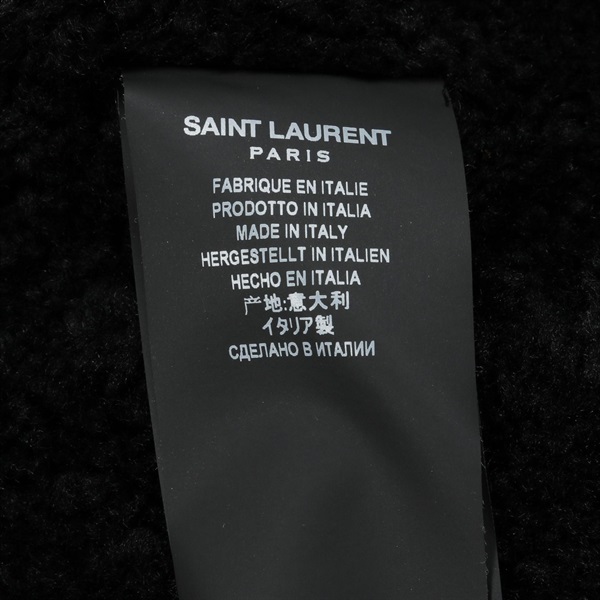 SAINT LAURENT
PARIS
FABRIQUE EN ITALIE
PRODOTTO IN ITALIA
MADE IN ITALY
HERGESTELLT IN ITALIEN
HECHO EN ITALIA
产地:意大利
イタリア製
СДЕЛАНО В ИТАЛИИ